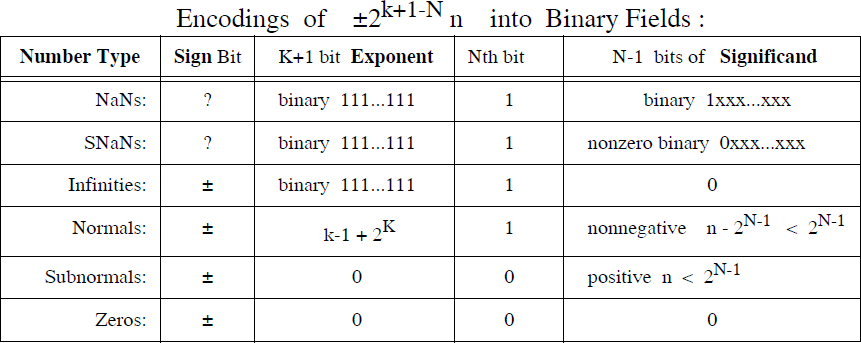 Encodings of ±2^k+1-N n into Binary Fields :
Number Type Sign Bit K+1 bit Exponent Nth bit N-1 bits of Significand
NaNs: ? binary 111...111 1 binary 1xxx...xxx
SNaNs: ? binary 111...111 1 nonzero binary 0xxx...xxx
Infinities: ± binary 111...111 1 0
Normals: ± k-1 + 2^K 1 nonnegative n - 2^N-1 < 2^N-1
Subnormals: ± 0 0 positive n < 2^N-1
Zeros: ± 0 0 0